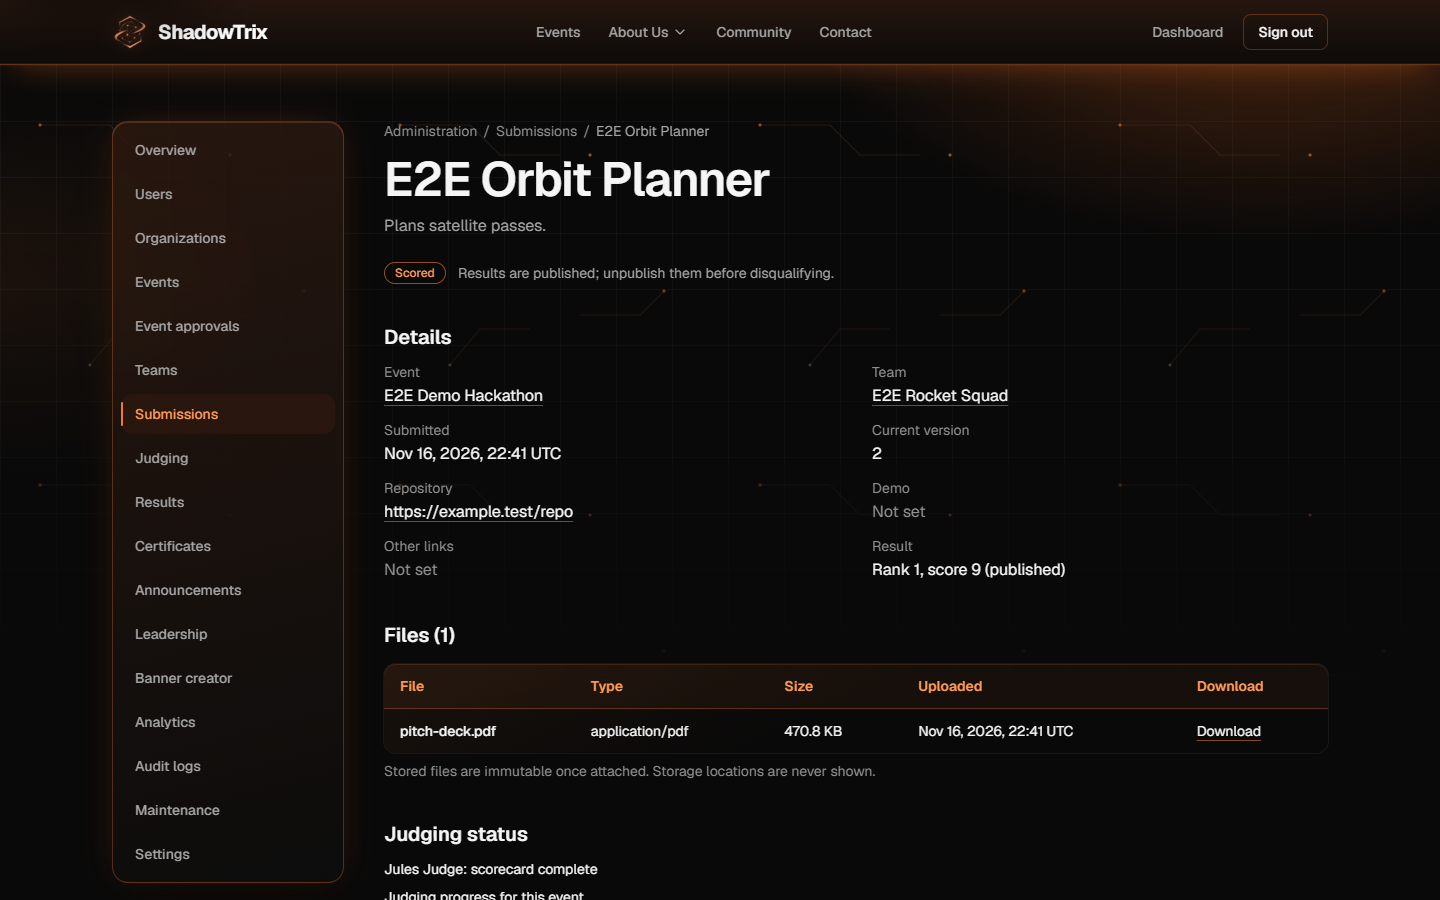 ShadowTrix
Events
About Us
Community
Contact
Dashboard
Sign out
Overview
Users
Organizations
Events
Event approvals
Teams
Submissions
Judging
Results
Certificates
Announcements
Leadership
Banner creator
Analytics
Audit logs
Maintenance
Settings
Administration / Submissions / E2E Orbit Planner
E2E Orbit Planner
Plans satellite passes.
Scored Results are published; unpublish them before disqualifying.
Details
Event
E2E Demo Hackathon
Team
E2E Rocket Squad
Submitted
Nov 16, 2026, 22:41 UTC
Current version
2
Repository
https://example.test/repo
Demo
Not set
Other links
Not set
Result
Rank 1, score 9 (published)
Files (1)
File Type Size Uploaded Download
pitch-deck.pdf application/pdf 470.8 KB Nov 16, 2026, 22:41 UTC Download
Stored files are immutable once attached. Storage locations are never shown.
Judging status
Jules Judge: scorecard complete
Judging progress for this event